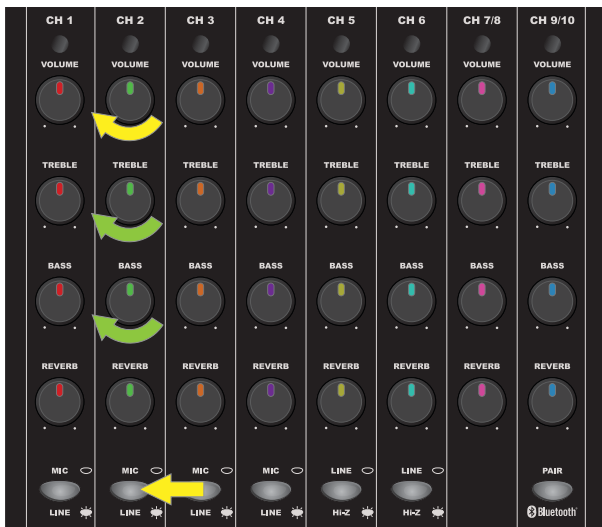 CH 1 CH 2 CH 3 CH 4 CH 5 CH 6 CH 7/8 CH 9/10
VOLUME VOLUME VOLUME VOLUME VOLUME VOLUME VOLUME VOLUME
TREBLE TREBLE TREBLE TREBLE TREBLE TREBLE TREBLE TREBLE
BASS BASS BASS BASS BASS BASS BASS BASS
REVERB REVERB REVERB REVERB REVERB REVERB REVERB REVERB
MIC MIC MIC MIC LINE LINE PAIR
LINE LINE LINE LINE Hi-Z Hi-Z Bluetooth